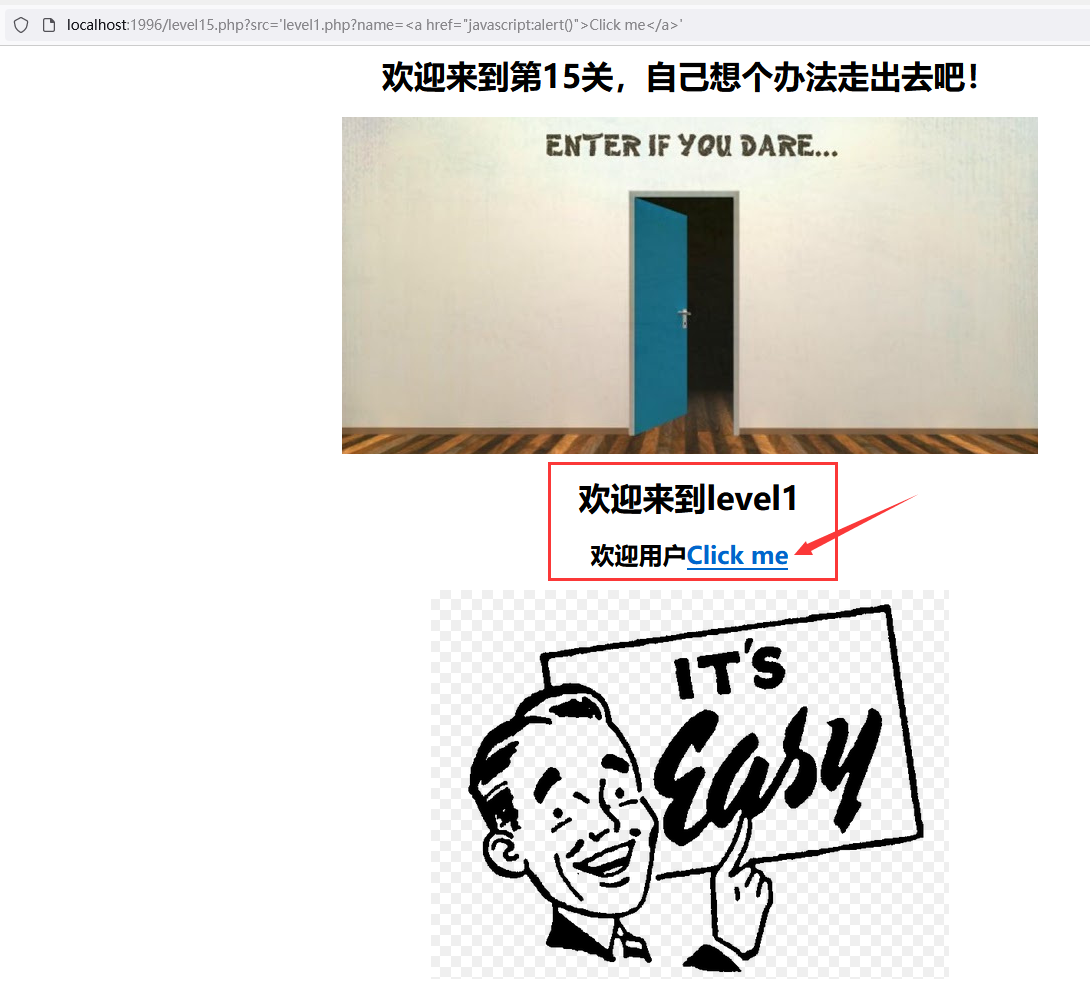 localhost:1996/level15.php?src='level1.php?name=<a href="javascript:alert()">Click me</a>'
欢迎来到第15关，自己想个办法走出去吧！
ENTER IF YOU DARE...
欢迎来到level1
欢迎用户Click me
IT'S
Easy